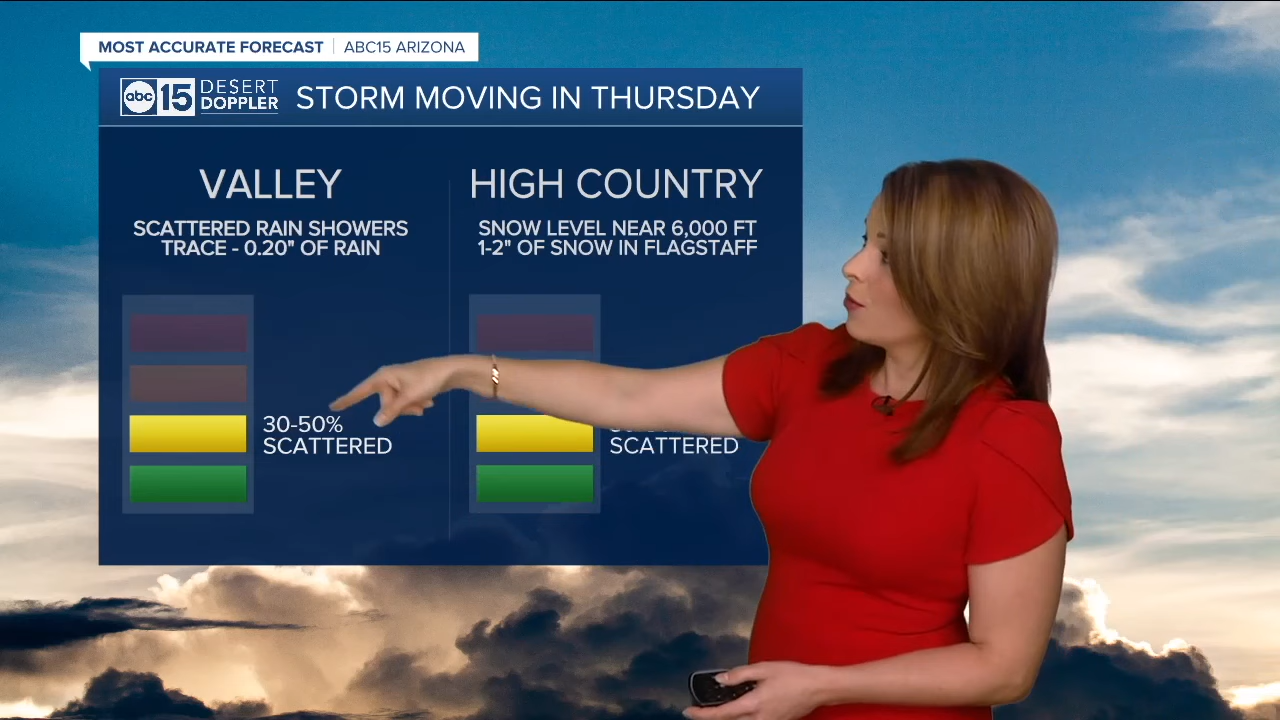 MOST ACCURATE FORECAST | ABC15 ARIZONA
abc 15 DESERT DOPPLER
STORM MOVING IN THURSDAY
VALLEY
SCATTERED RAIN SHOWERS
TRACE - 0.20" OF RAIN
30-50%
SCATTERED
HIGH COUNTRY
SNOW LEVEL NEAR 6,000 FT
1-2" OF SNOW IN FLAGSTAFF
SCATTERED